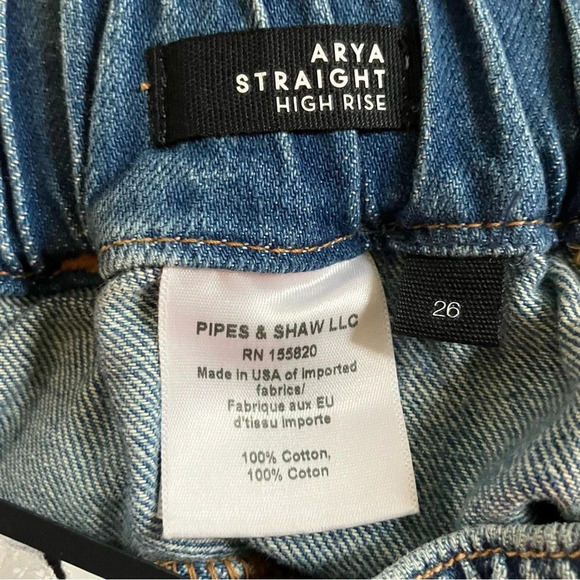 ARYA
STRAIGHT
HIGH RISE
26
PIPES & SHAW LLC
RN 155820
Made in USA of imported
fabrics/
Fabrique aux EU
d'tissu importe
100% Cotton,
100% Coton